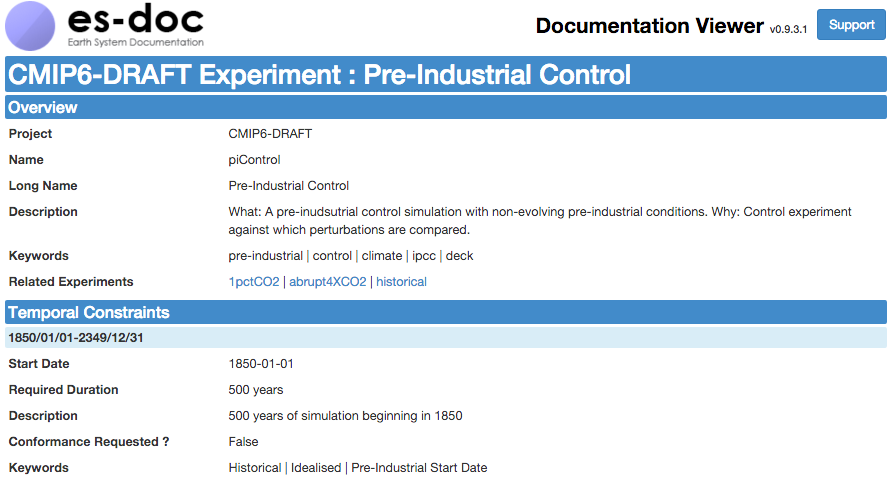 es-doc
Earth System Documentation
Documentation Viewer v0.9.3.1
Support
CMIP6-DRAFT Experiment : Pre-Industrial Control
Overview
Project CMIP6-DRAFT
Name piControl
Long Name Pre-Industrial Control
Description What: A pre-inudsutrial control simulation with non-evolving pre-industrial conditions. Why: Control experiment
against which perturbations are compared.
Keywords pre-industrial | control | climate | ipcc | deck
Related Experiments 1pctCO2 | abrupt4XCO2 | historical
Temporal Constraints
1850/01/01-2349/12/31
Start Date 1850-01-01
Required Duration 500 years
Description 500 years of simulation beginning in 1850
Conformance Requested ? False
Keywords Historical | Idealised | Pre-Industrial Start Date